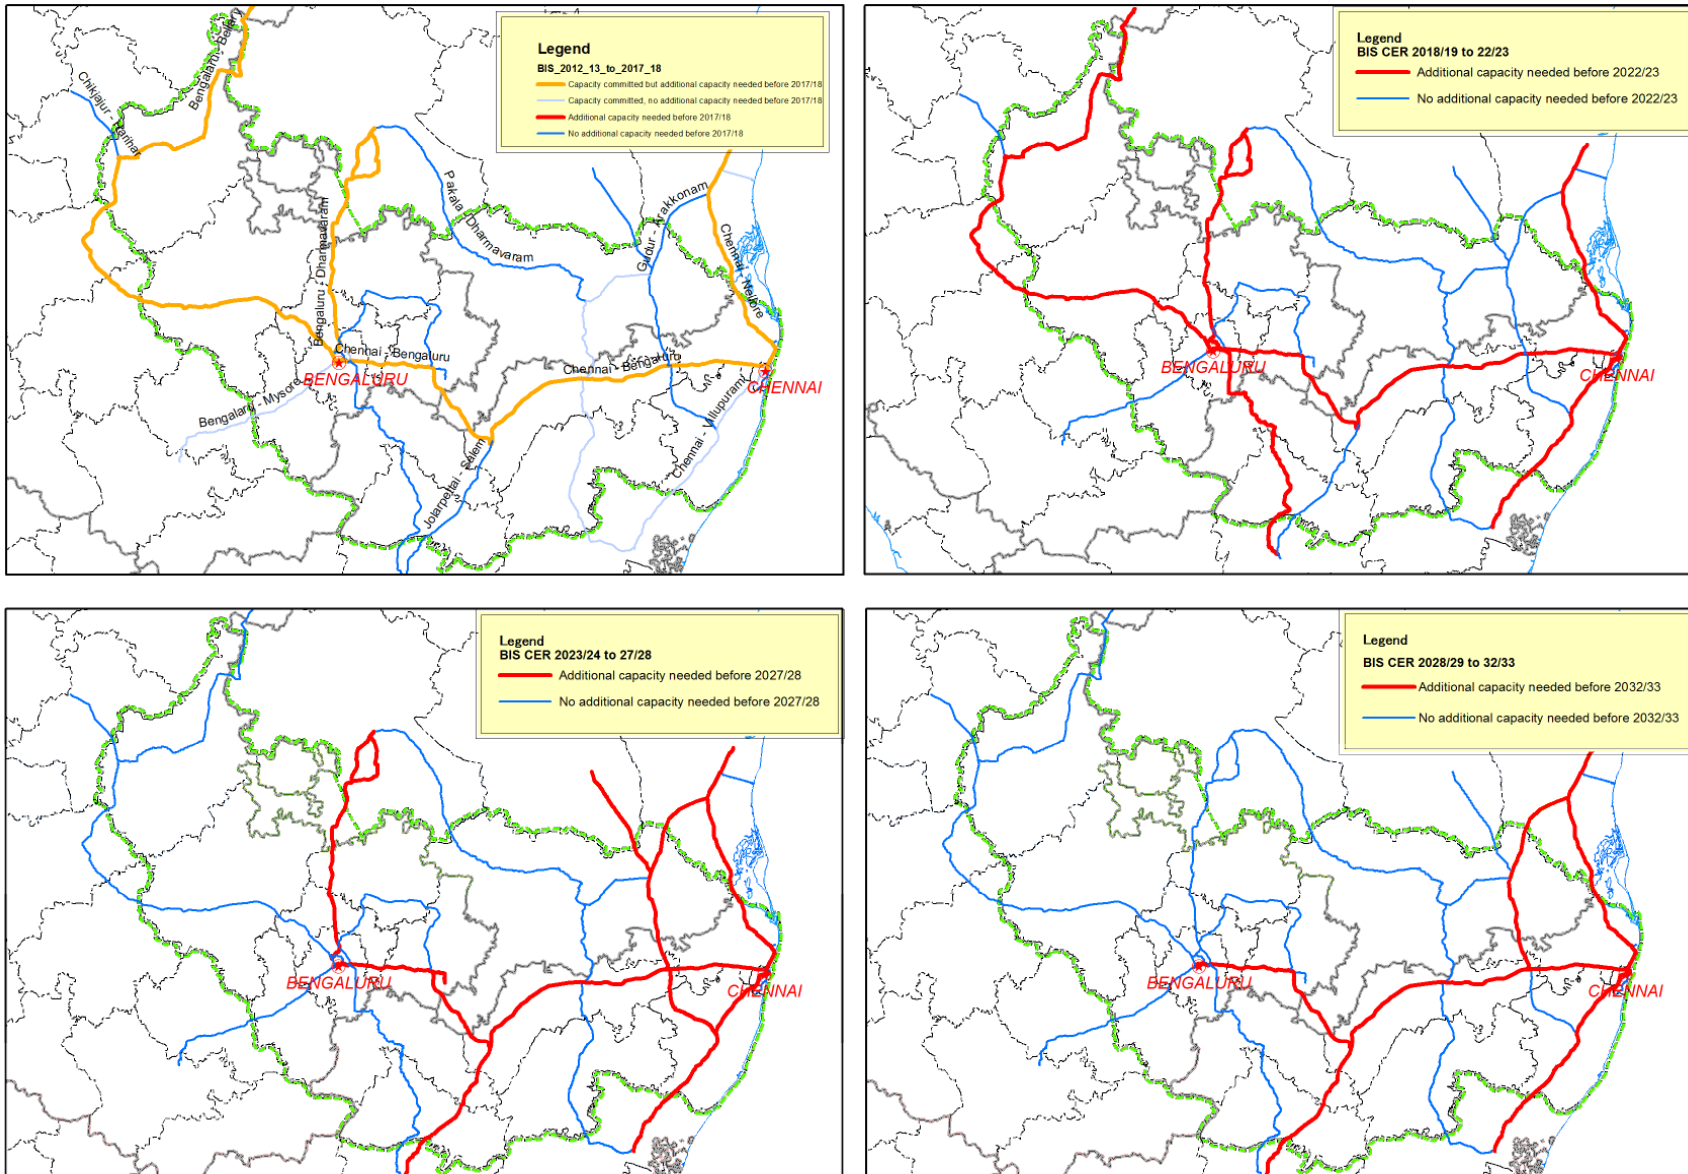 Legend
BIS_2012_13_to_2017_18
Capacity committed but additional capacity needed before 2017/18
Capacity committed, no additional capacity needed before 2017/18
Additional capacity needed before 2017/18
No additional capacity needed before 2017/18
Bengalaru - Bellary
Chikjajur - Harihar
Bengaluru - Dharmavaram
Pakala - Dharmavaram
Gudur - Arakkonam
Chennai - Nellore
Chennai - Bengaluru
Chennai - Bengaluru
BENGALURU
CHENNAI
Bengalaru - Mysore
Jolarpettai - Salem
Chennai - Villupuram
Legend
BIS CER 2018/19 to 22/23
Additional capacity needed before 2022/23
No additional capacity needed before 2022/23
BENGALURU
CHENNAI
Legend
BIS CER 2023/24 to 27/28
Additional capacity needed before 2027/28
No additional capacity needed before 2027/28
BENGALURU
CHENNAI
Legend
BIS CER 2028/29 to 32/33
Additional capacity needed before 2032/33
No additional capacity needed before 2032/33
BENGALURU
CHENNAI